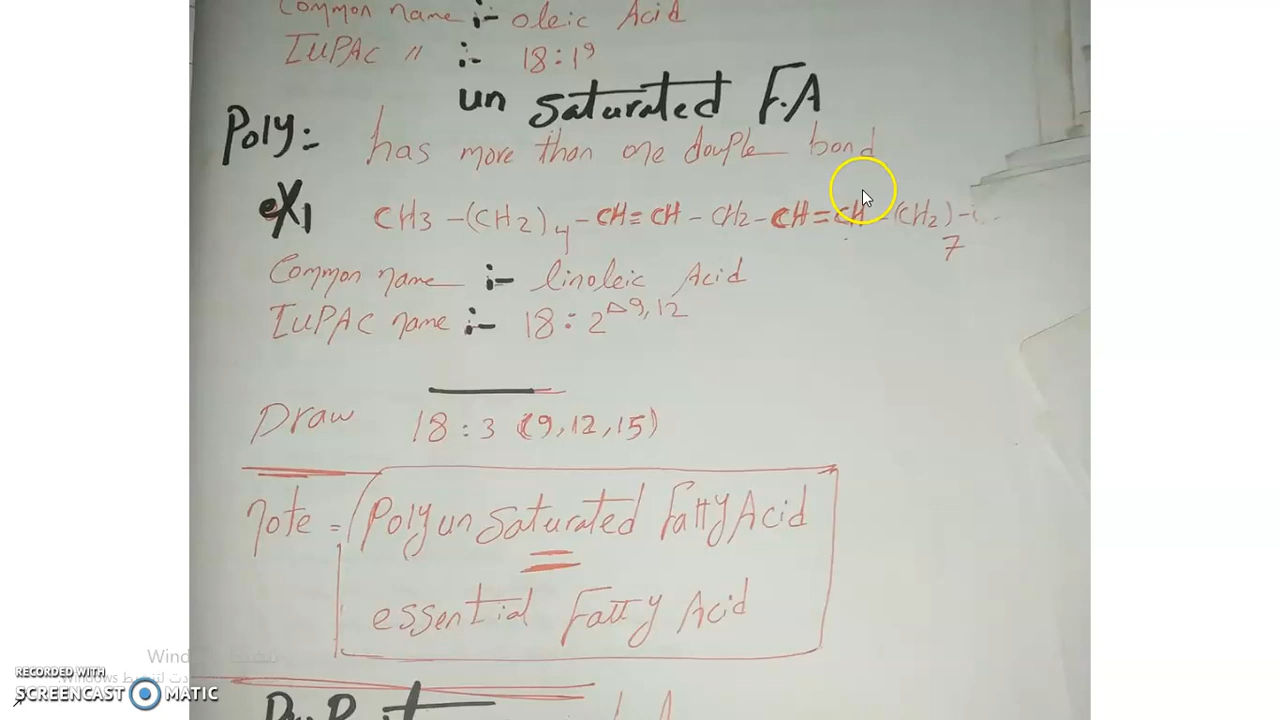 Common name :- oleic Acid
IUPAC " :- 18:1⁹
un saturated F.A
Poly:- has more than one douple bond
ex1 CH3 -(CH2)4 - CH = CH - CH2 - CH = CH - (CH2)7 -
Common name :- linoleic Acid
IUPAC name :- 18:2^Δ9,12
Draw 18:3 (9,12,15)
note = Polyunsaturated Fatty Acid
=
essential Fatty Acid
RECORDED WITH
SCREENCAST MATIC